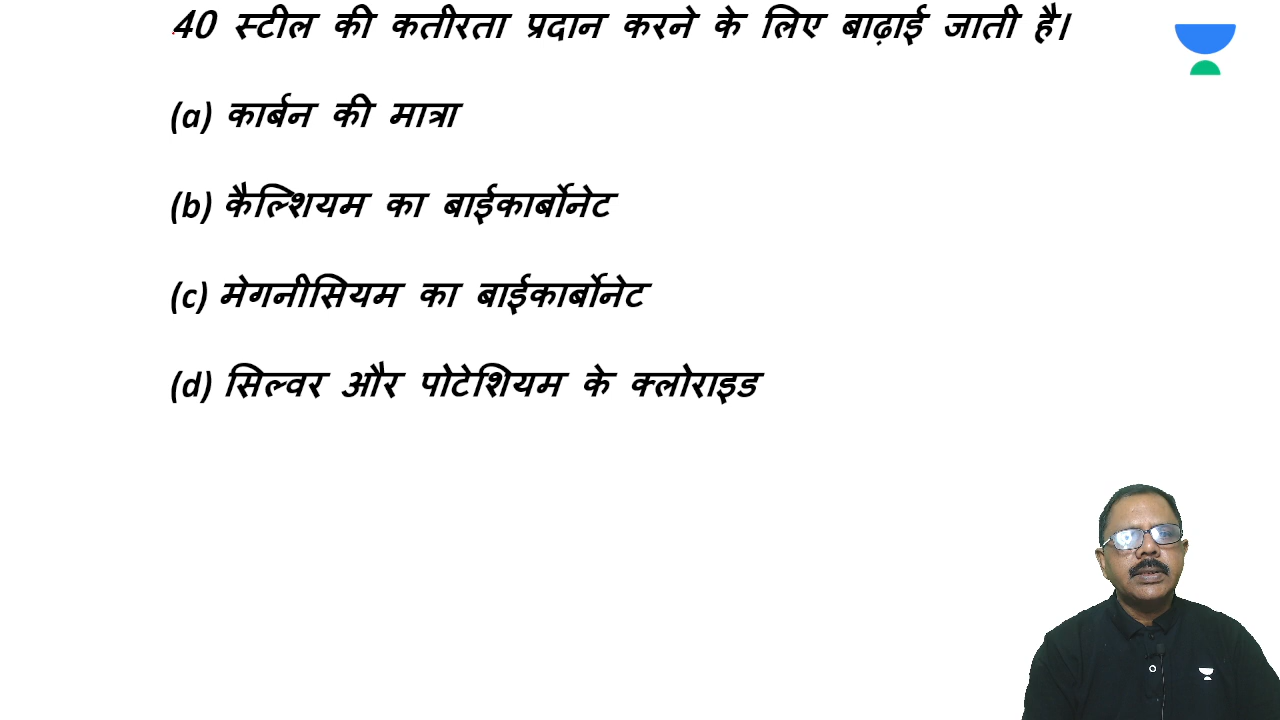 40 स्टील की कतीरता प्रदान करने के लिए बाढ़ाई जाती है।
(a) कार्बन की मात्रा
(b) कैल्शियम का बाईकार्बोनेट
(c) मेगनीसियम का बाईकार्बोनेट
(d) सिल्वर और पोटेशियम के क्लोराइड